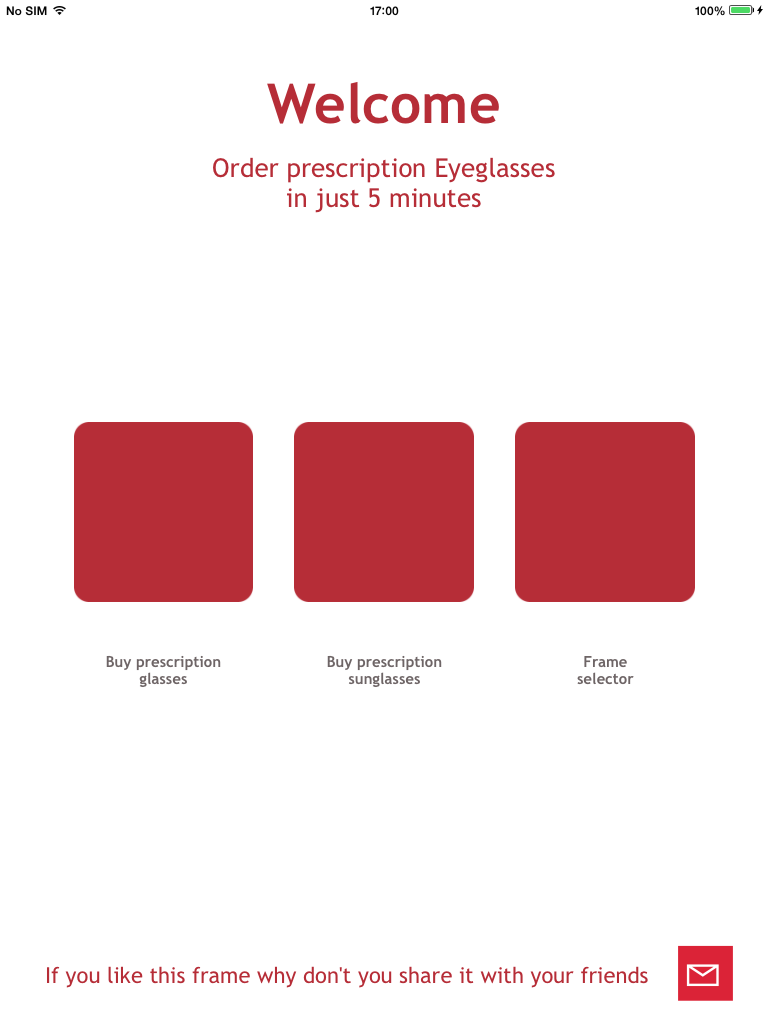 No SIM 17:00 100%
Welcome
Order prescription Eyeglasses
in just 5 minutes
Buy prescription
glasses
Buy prescription
sunglasses
Frame
selector
If you like this frame why don't you share it with your friends